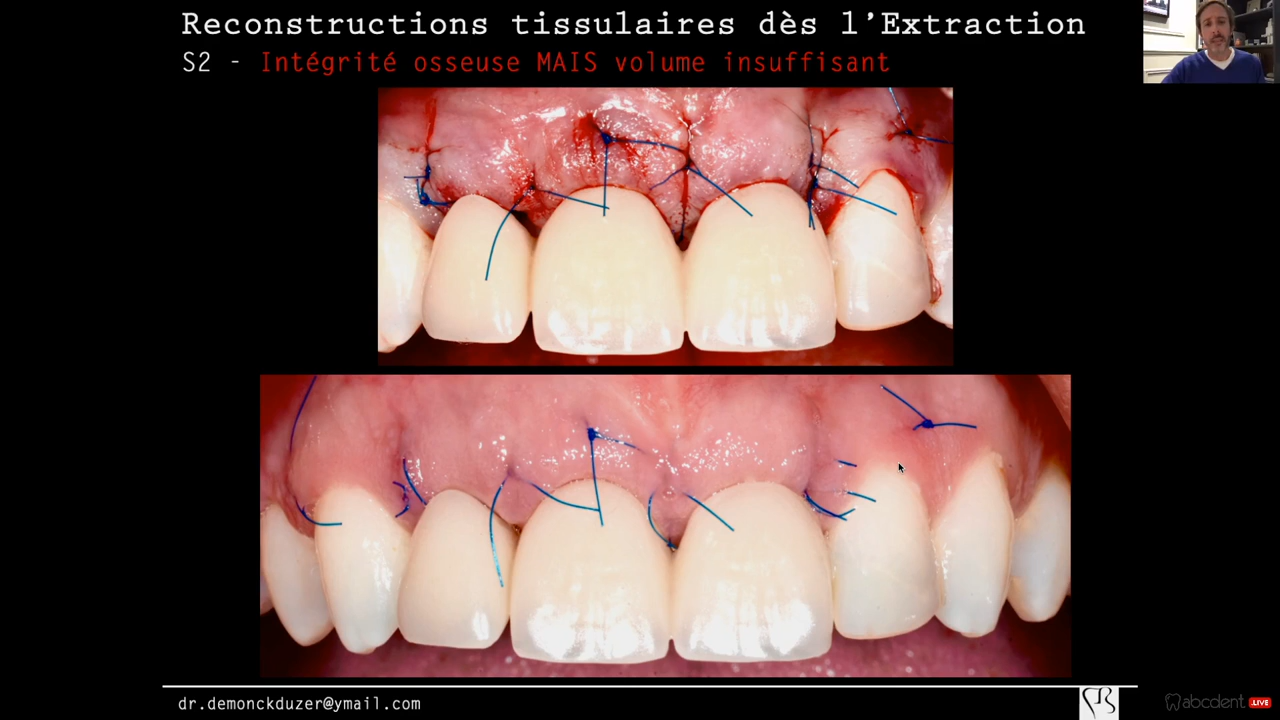 Reconstructions tissulaires dès l'Extraction
S2 - Intégrité osseuse MAIS volume insuffisant
dr.demonckduzer@ymail.com
abcdent LIVE